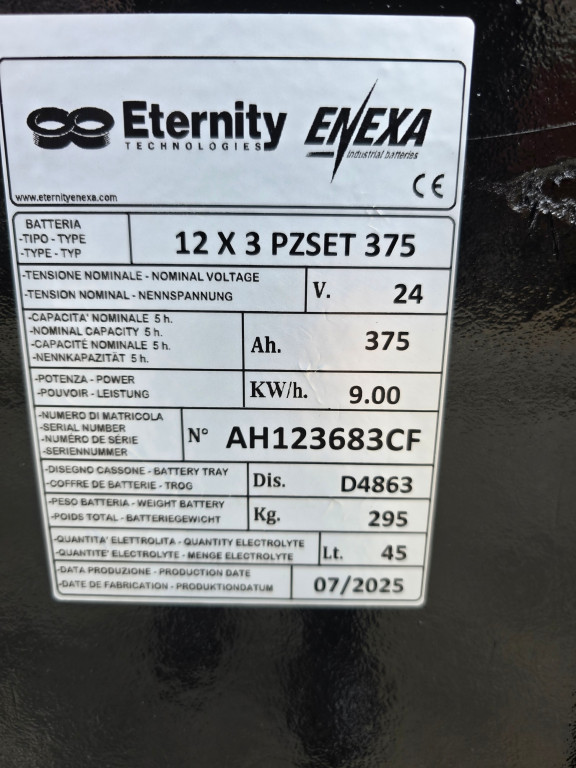 Eternity
TECHNOLOGIES
ENEXA
industrial batteries
www.eternityenexa.com
CE
BATTERIA
-TIPO - TYPE
-TYPE - TYP
12 X 3 PZSET 375
-TENSIONE NOMINALE - NOMINAL VOLTAGE
-TENSION NOMINAL - NENNSPANNUNG
V. 24
-CAPACITA' NOMINALE 5 h.
-NOMINAL CAPACITY 5 h.
-CAPACITÉ NOMINALE 5 h.
-NENNKAPAZITÄT 5 h.
Ah. 375
-POTENZA - POWER
-POUVOIR - LEISTUNG
KW/h. 9.00
-NUMERO DI MATRICOLA
-SERIAL NUMBER
-NUMÉRO DE SÉRIE
-SERIENNUMMER
N° AH123683CF
-DISEGNO CASSONE - BATTERY TRAY
-COFFRE DE BATTERIE - TROG
Dis. D4863
-PESO BATTERIA - WEIGHT BATTERY
-POIDS TOTAL - BATTERIEGEWICHT
Kg. 295
-QUANTITA' ELETTROLITA - QUANTITY ELECTROLYTE
-QUANTITÉ ELECTROLYTE - MENGE ELECTROLYTE
Lt. 45
-DATA PRODUZIONE - PRODUCTION DATE
-DATE DE FABRICATION - PRODUKTIONDATUM
07/2025